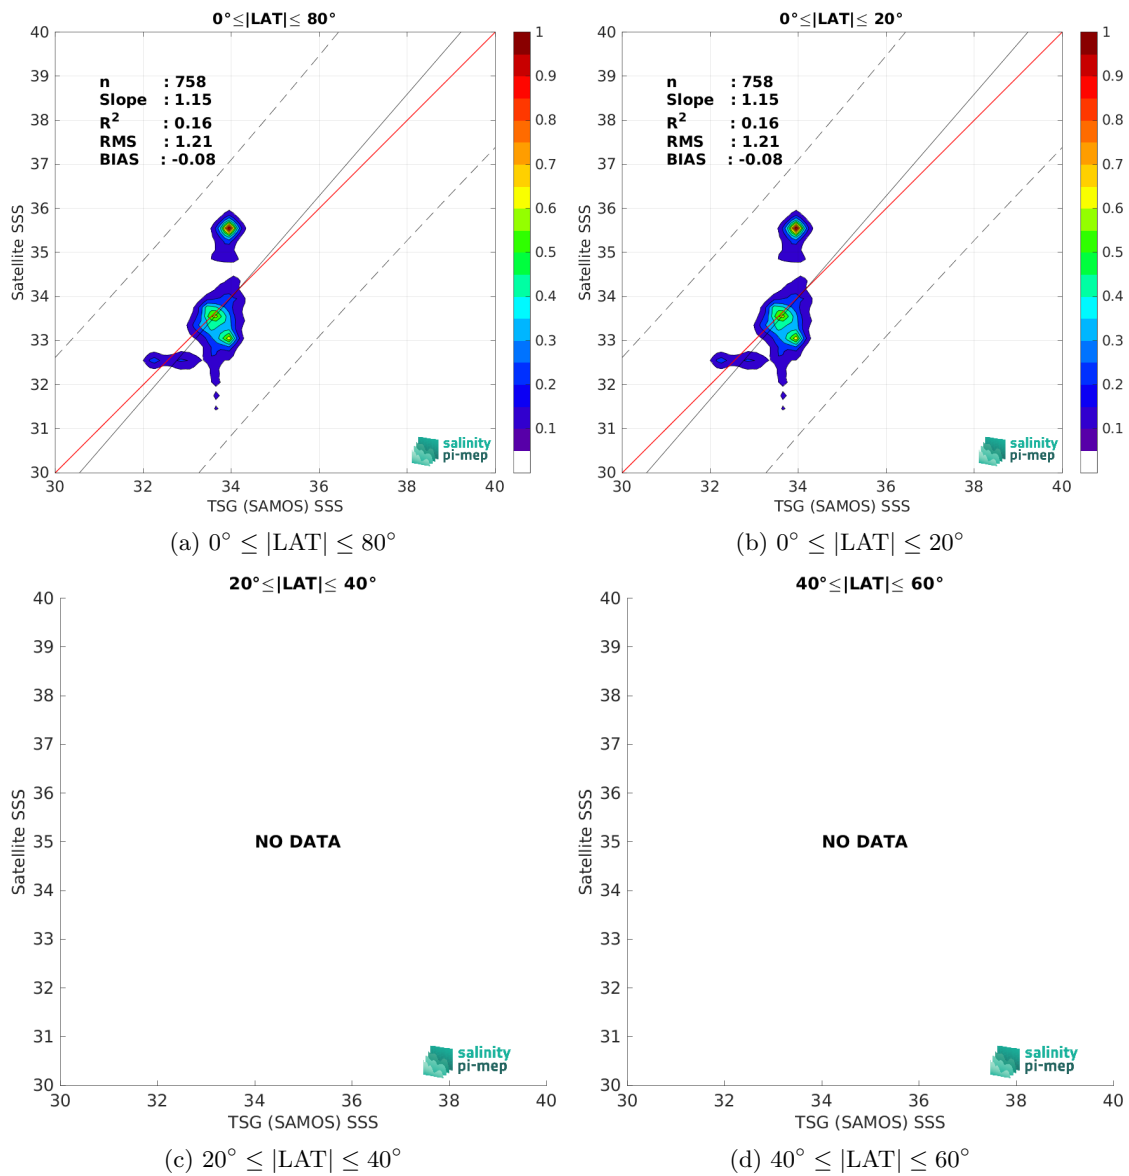 0°≤|LAT|≤ 80°
40
39
38
37
36
35
34
33
32
31
30
Satellite SSS
n : 758
Slope : 1.15
R² : 0.16
RMS : 1.21
BIAS : -0.08
salinity
pi-mep
30 32 34 36 38 40
TSG (SAMOS) SSS
1
0.9
0.8
0.7
0.6
0.5
0.4
0.3
0.2
0.1
(a) 0° ≤ |LAT| ≤ 80°
0°≤|LAT|≤ 20°
40
39
38
37
36
35
34
33
32
31
30
Satellite SSS
n : 758
Slope : 1.15
R² : 0.16
RMS : 1.21
BIAS : -0.08
salinity
pi-mep
30 32 34 36 38 40
TSG (SAMOS) SSS
1
0.9
0.8
0.7
0.6
0.5
0.4
0.3
0.2
0.1
(b) 0° ≤ |LAT| ≤ 20°
20°≤|LAT|≤ 40°
40
39
38
37
36
35
34
33
32
31
30
Satellite SSS
NO DATA
salinity
pi-mep
30 32 34 36 38 40
TSG (SAMOS) SSS
(c) 20° ≤ |LAT| ≤ 40°
40°≤|LAT|≤ 60°
40
39
38
37
36
35
34
33
32
31
30
Satellite SSS
NO DATA
salinity
pi-mep
30 32 34 36 38 40
TSG (SAMOS) SSS
(d) 40° ≤ |LAT| ≤ 60°